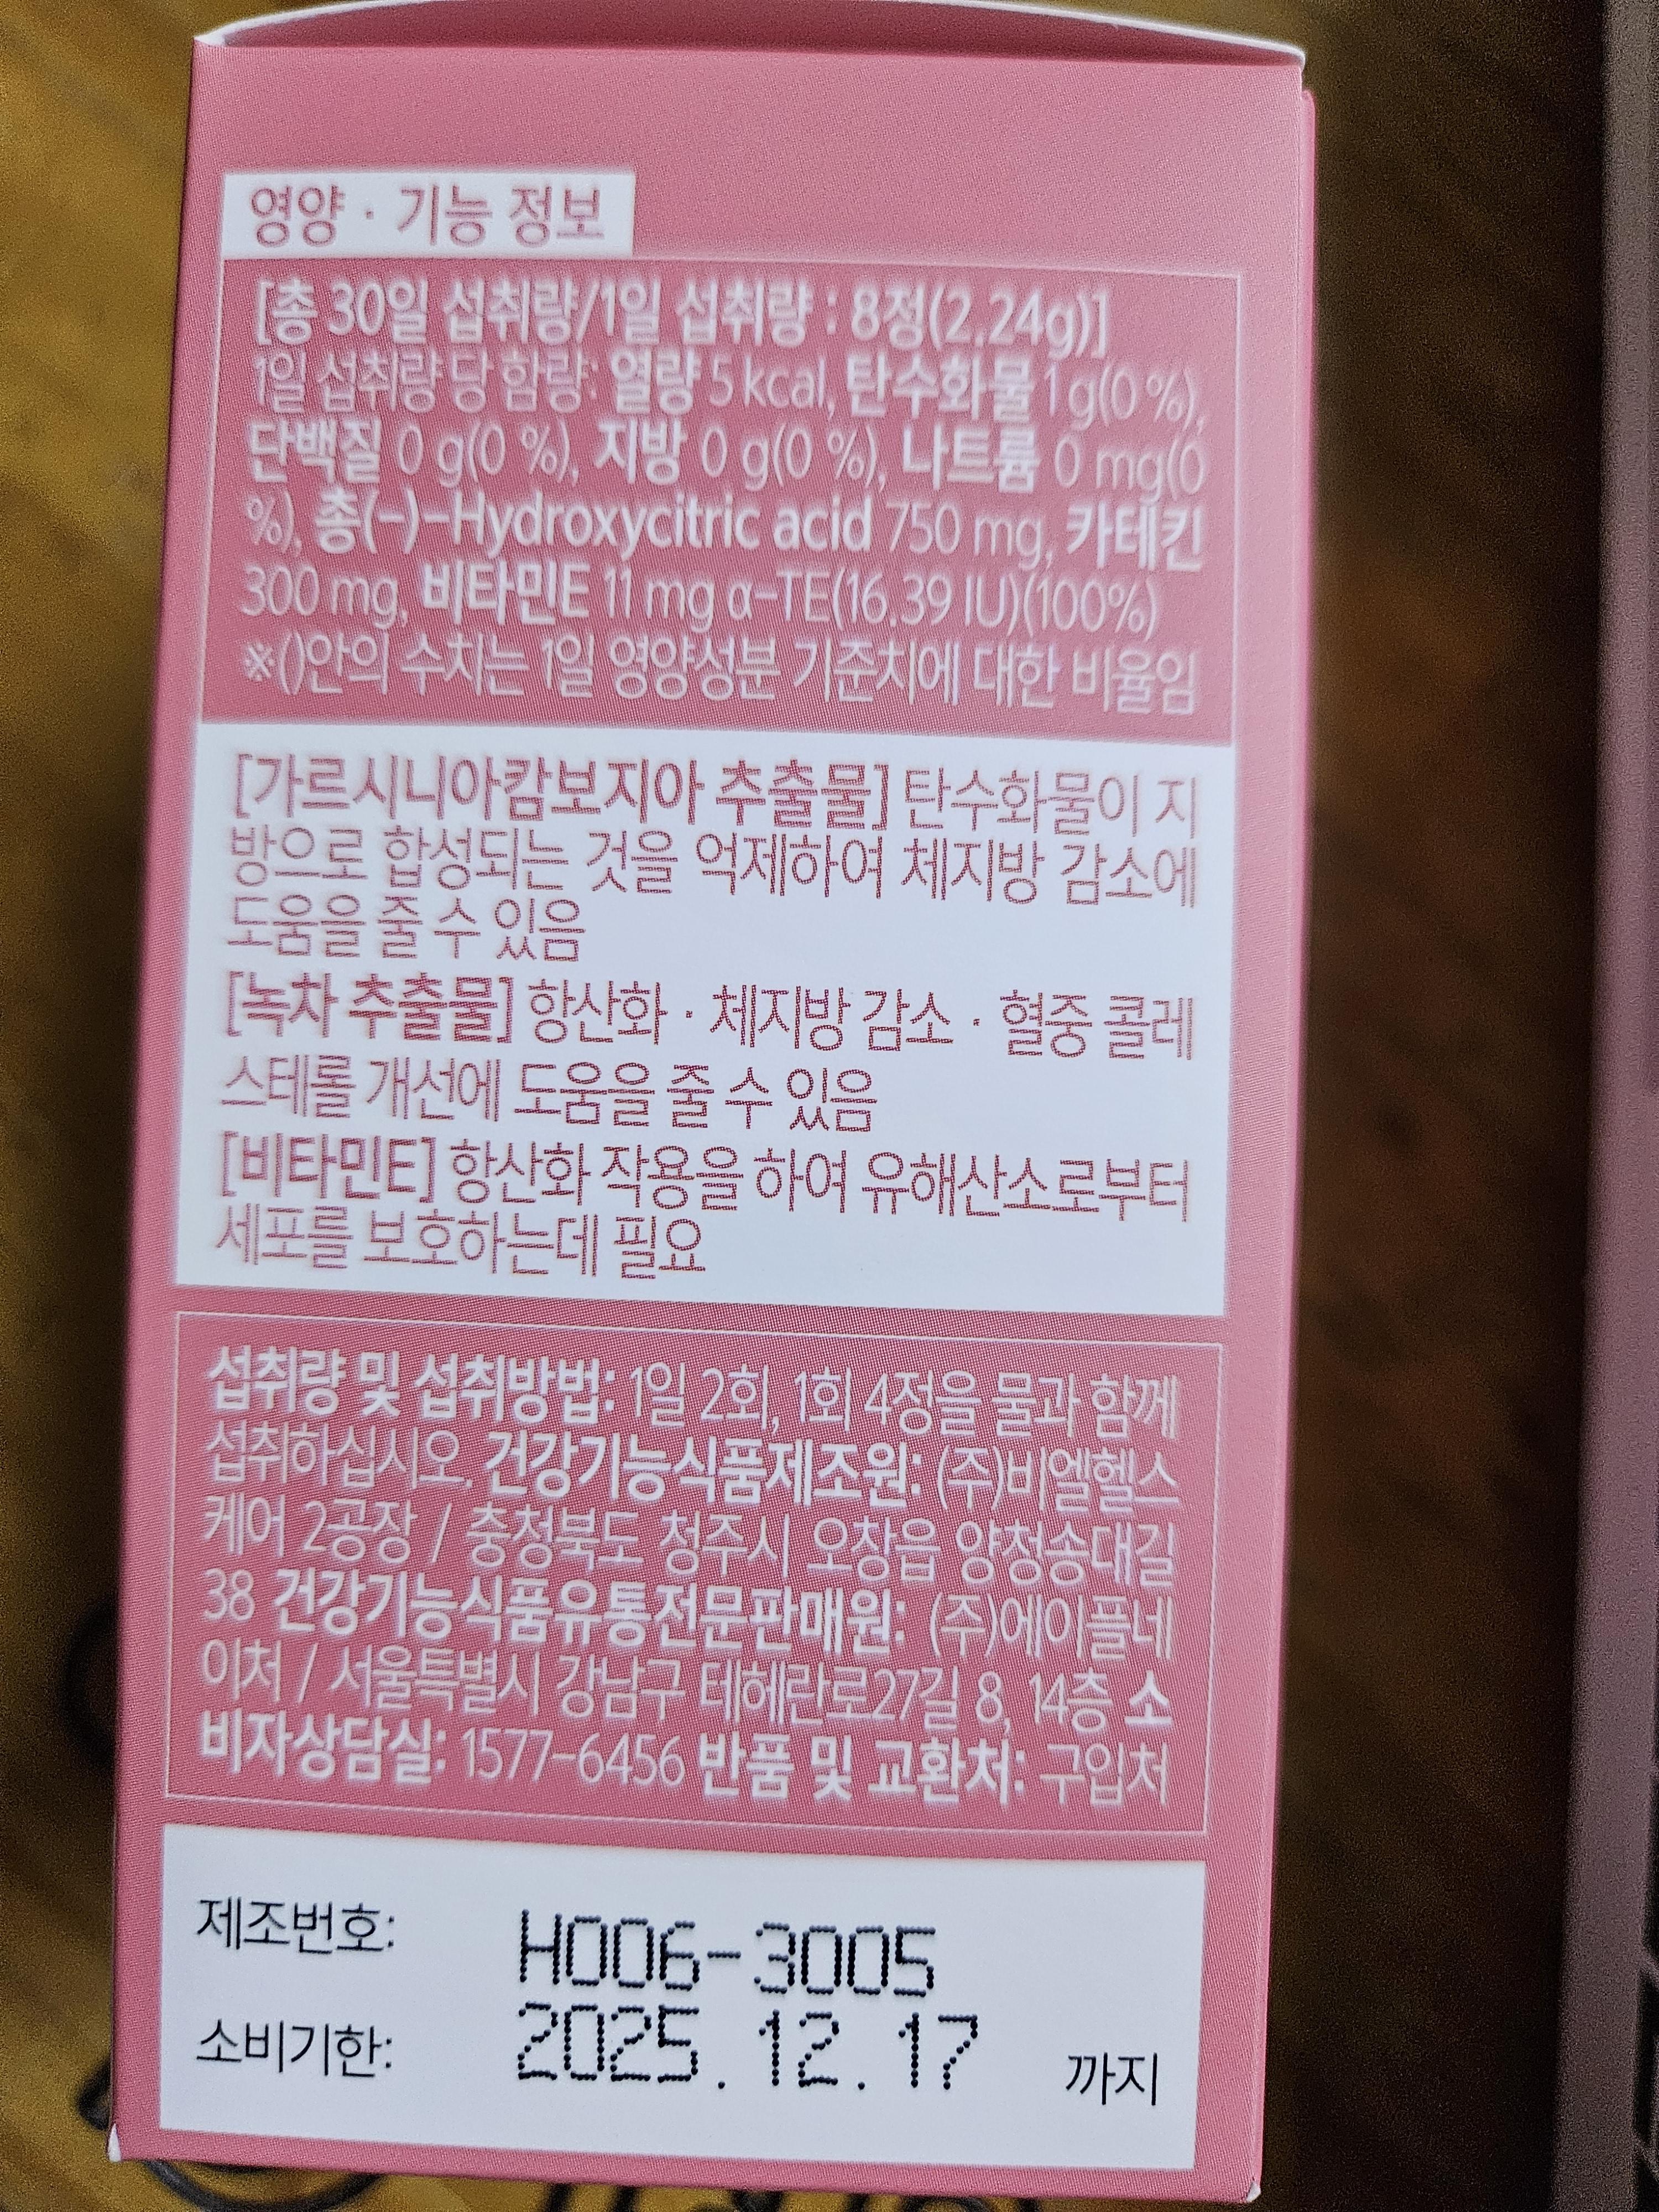 영양 · 기능 정보
[총 30일 섭취량/1일 섭취량 : 8정(2.24g)]
1일 섭취량 당 함량: 열량 5 kcal, 탄수화물 1 g(0 %),
단백질 0 g(0 %), 지방 0 g(0 %), 나트륨 0 mg(0
%), 총(-)-Hydroxycitric acid 750 mg, 카테킨
300 mg, 비타민E 11 mg α-TE(16.39 IU)(100%)
※()안의 수치는 1일 영양성분 기준치에 대한 비율임
[가르시니아캄보지아 추출물] 탄수화물이 지
방으로 합성되는 것을 억제하여 체지방 감소에
도움을 줄 수 있음
[녹차 추출물] 항산화 · 체지방 감소 · 혈중 콜레
스테롤 개선에 도움을 줄 수 있음
[비타민E] 항산화 작용을 하여 유해산소로부터
세포를 보호하는데 필요
섭취량 및 섭취방법: 1일 2회, 1회 4정을 물과 함께
섭취하십시오. 건강기능식품제조원: (주)비엘헬스
케어 2공장 / 충청북도 청주시 오창읍 양청송대길
38 건강기능식품유통전문판매원: (주)에이플네
이처 / 서울특별시 강남구 테헤란로27길 8, 14층 소
비자상담실: 1577-6456 반품 및 교환처: 구입처
제조번호: H006-3005
소비기한: 2025.12.17 까지